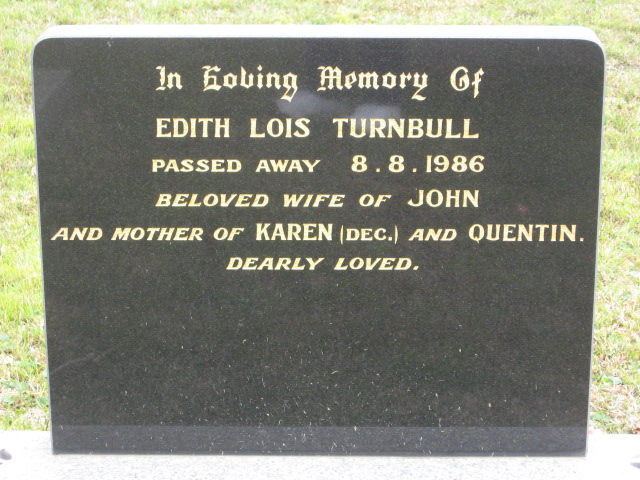 In Loving Memory Of
EDITH LOIS TURNBULL
PASSED AWAY 8.8.1986
BELOVED WIFE OF JOHN
AND MOTHER OF KAREN (DEC.) AND QUENTIN.
DEARLY LOVED.